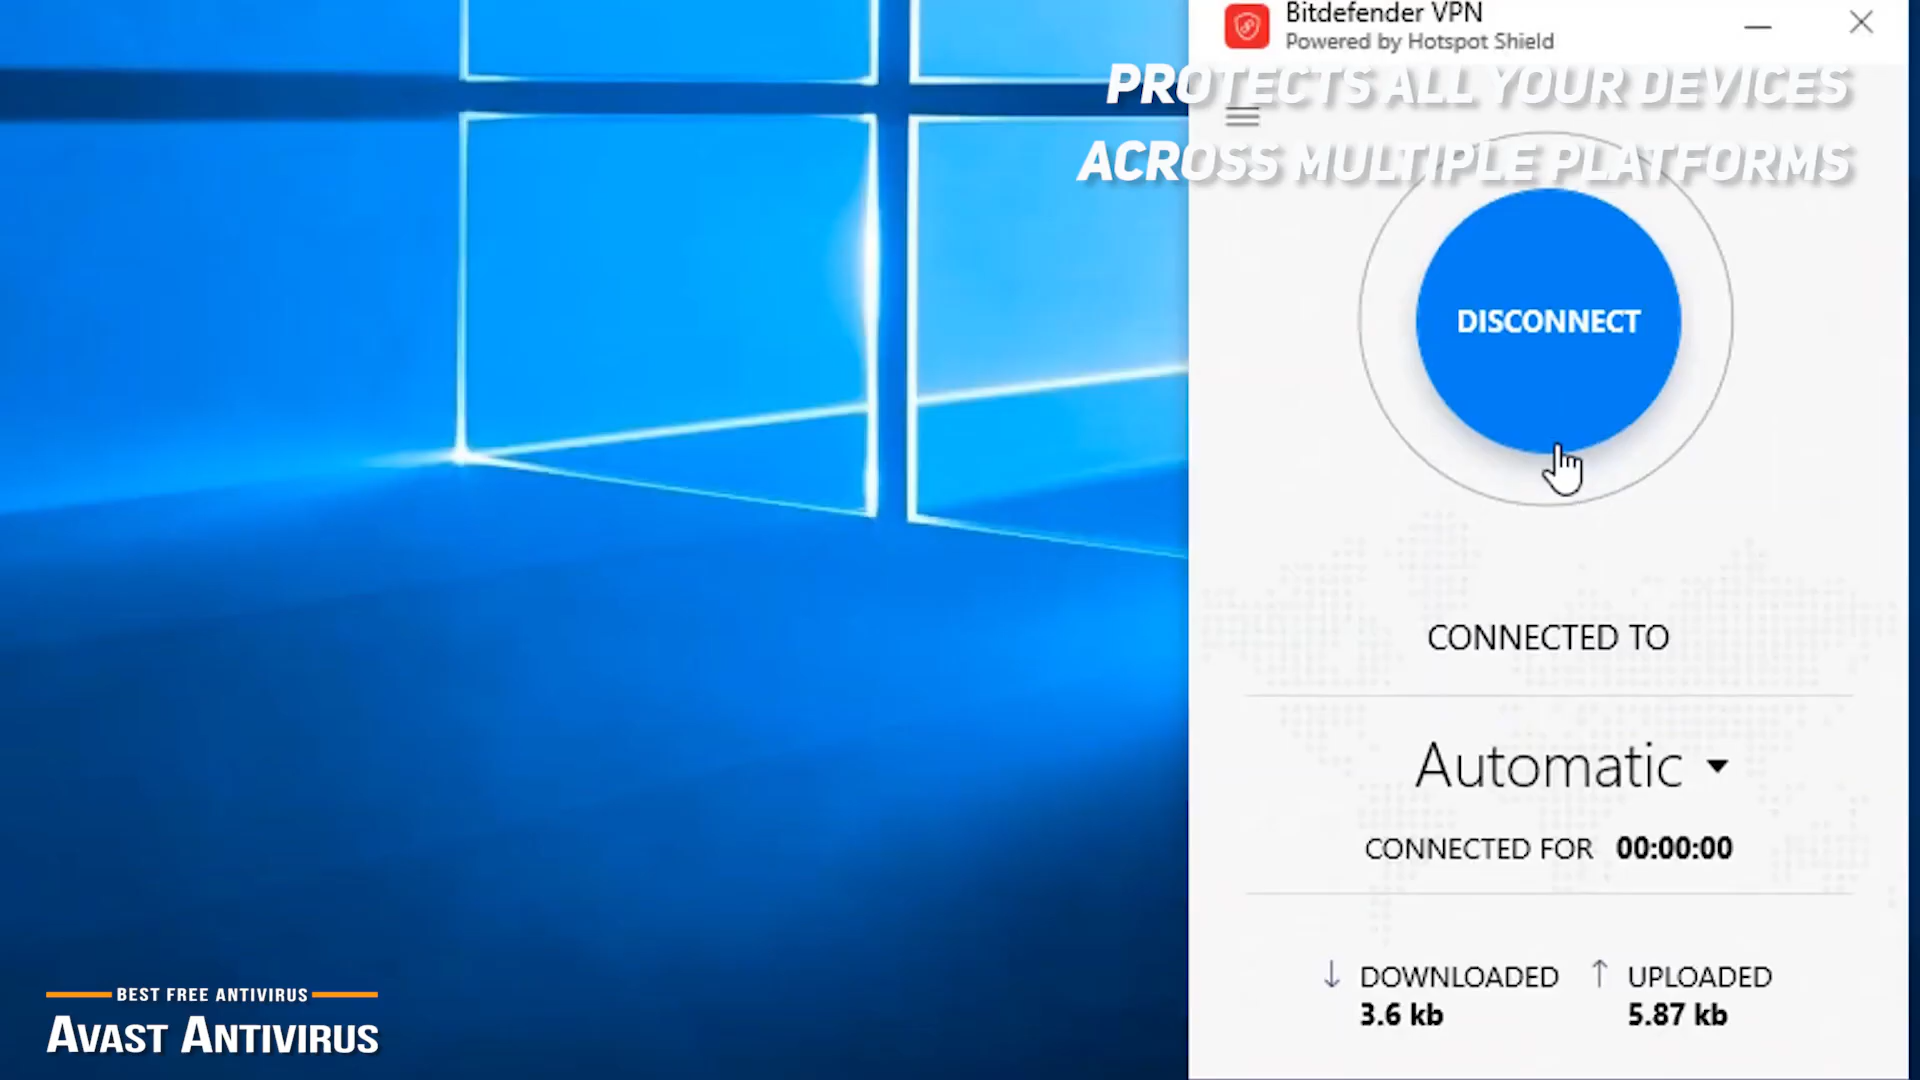 Bitdefender VPN
Powered by Hotspot Shield
PROTECTS ALL YOUR DEVICES
ACROSS MULTIPLE PLATFORMS
DISCONNECT
CONNECTED TO
Automatic
CONNECTED FOR 00:00:00
↓ DOWNLOADED ↑ UPLOADED
3.6 kb 5.87 kb
BEST FREE ANTIVIRUS
AVAST ANTIVIRUS